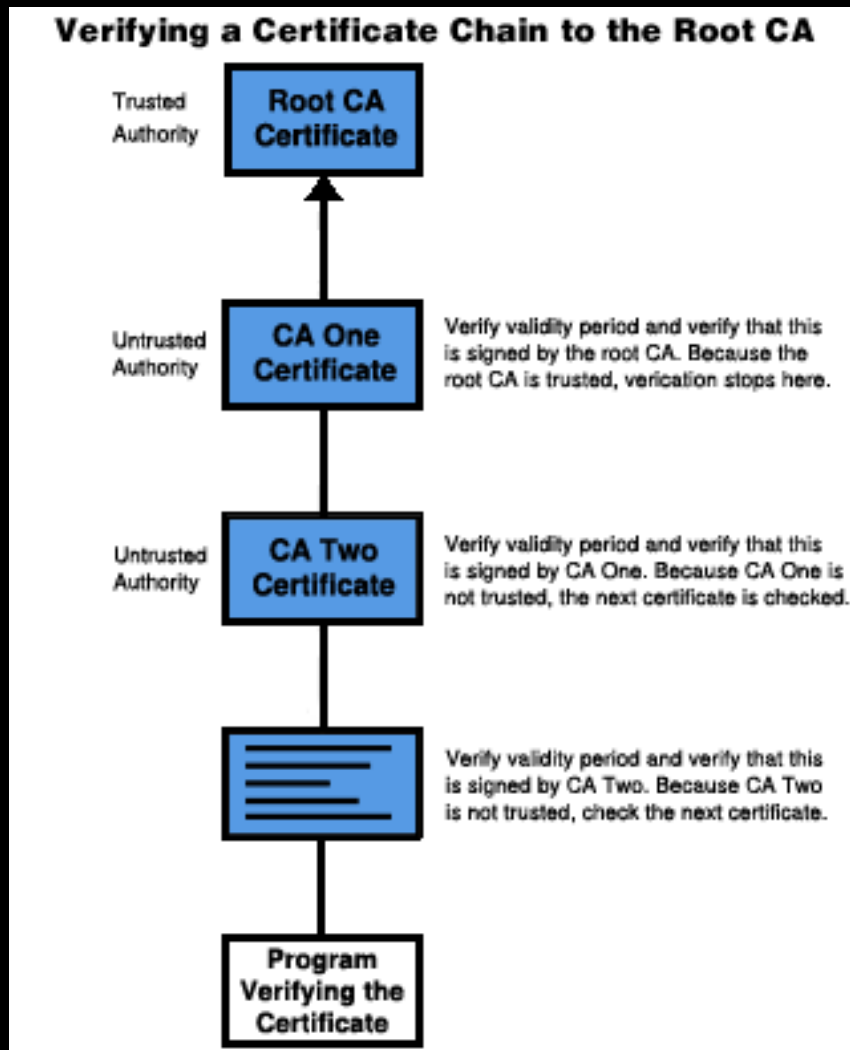 Verifying a Certificate Chain to the Root CA
Trusted
Authority
Root CA
Certificate
Untrusted
Authority
CA One
Certificate
Verify validity period and verify that this
is signed by the root CA. Because the
root CA is trusted, verication stops here.
Untrusted
Authority
CA Two
Certificate
Verify validity period and verify that this
is signed by CA One. Because CA One is
not trusted, the next certificate is checked.
Verify validity period and verify that this
is signed by CA Two. Because CA Two
is not trusted, check the next certificate.
Program
Verifying the
Certificate